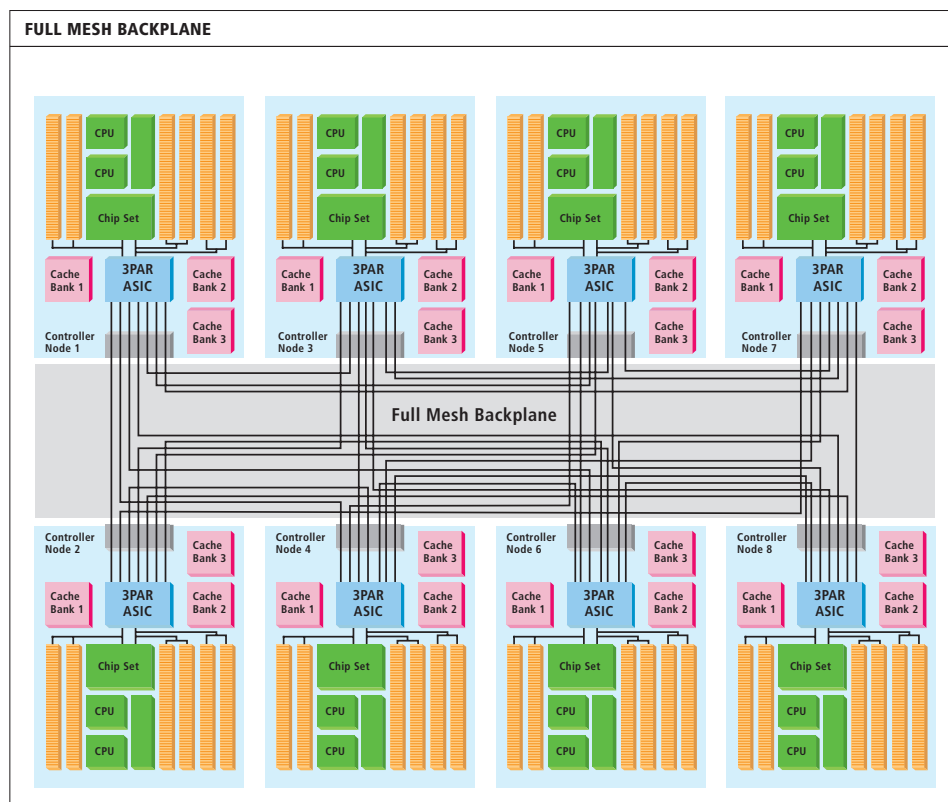 FULL MESH BACKPLANE
CPU
CPU
Chip Set
Cache
Bank 1
3PAR
ASIC
Cache
Bank 2
Controller
Node 1
Cache
Bank 3
CPU
CPU
Chip Set
Cache
Bank 1
3PAR
ASIC
Cache
Bank 2
Controller
Node 3
Cache
Bank 3
CPU
CPU
Chip Set
Cache
Bank 1
3PAR
ASIC
Cache
Bank 2
Controller
Node 5
Cache
Bank 3
CPU
CPU
Chip Set
Cache
Bank 1
3PAR
ASIC
Cache
Bank 2
Controller
Node 7
Cache
Bank 3
Full Mesh Backplane
Controller
Node 2
Cache
Bank 3
Cache
Bank 1
3PAR
ASIC
Cache
Bank 2
Chip Set
CPU
CPU
Controller
Node 4
Cache
Bank 3
Cache
Bank 1
3PAR
ASIC
Cache
Bank 2
Chip Set
CPU
CPU
Controller
Node 6
Cache
Bank 3
Cache
Bank 1
3PAR
ASIC
Cache
Bank 2
Chip Set
CPU
CPU
Controller
Node 8
Cache
Bank 3
Cache
Bank 1
3PAR
ASIC
Cache
Bank 2
Chip Set
CPU
CPU